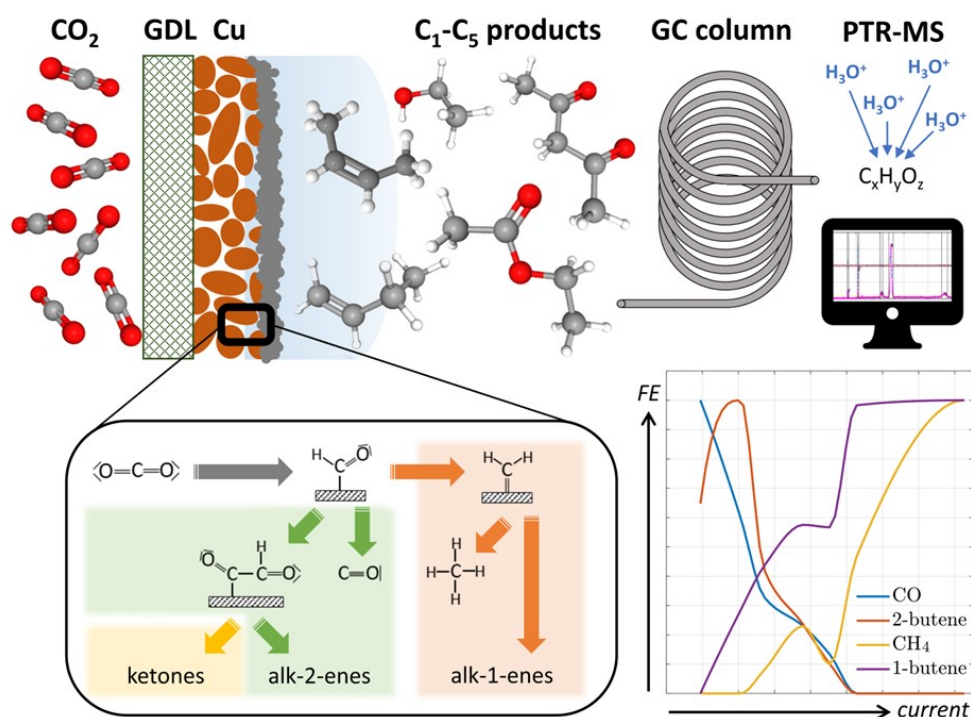 CO₂ GDL Cu C₁-C₅ products GC column PTR-MS
H₃O⁺ H₃O⁺
H₃O⁺
H₃O⁺
CₓHᵧO_z
FE
⟨O=C=O⟩
H O
C
H
H H
C
H
O
C-C=O
H
H-C-H
H
C=O|
ketones alk-2-enes alk-1-enes
CO
2-butene
CH₄
1-butene
current